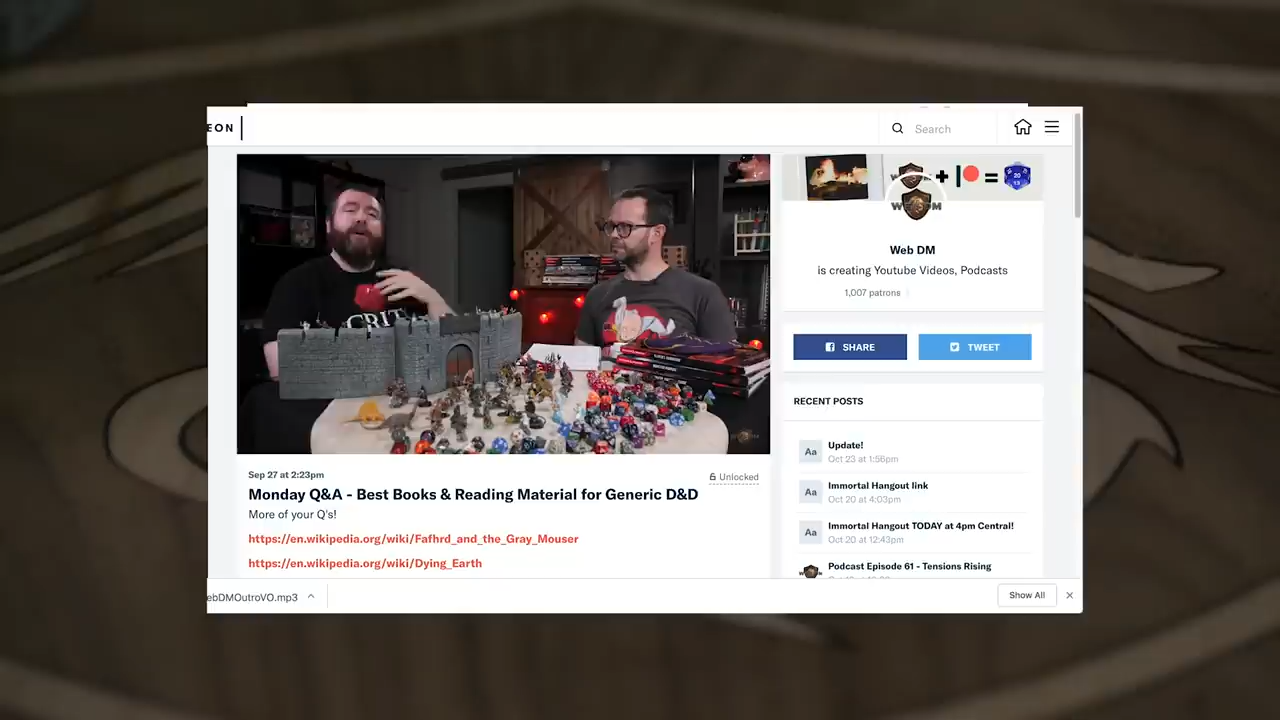 EON
Search
CRIT
WEB DM
Web DM
is creating Youtube Videos, Podcasts
1,007 patrons
SHARE
TWEET
RECENT POSTS
Aa
Update!
Oct 23 at 1:56pm
Aa
Immortal Hangout link
Oct 20 at 4:03pm
Aa
Immortal Hangout TODAY at 4pm Central!
Oct 20 at 12:43pm
Podcast Episode 61 - Tensions Rising
Sep 27 at 2:23pm
Unlocked
Monday Q&A - Best Books & Reading Material for Generic D&D
More of your Q's!
https://en.wikipedia.org/wiki/Fafhrd_and_the_Gray_Mouser
https://en.wikipedia.org/wiki/Dying_Earth
ebDMOutroVO.mp3
Show All